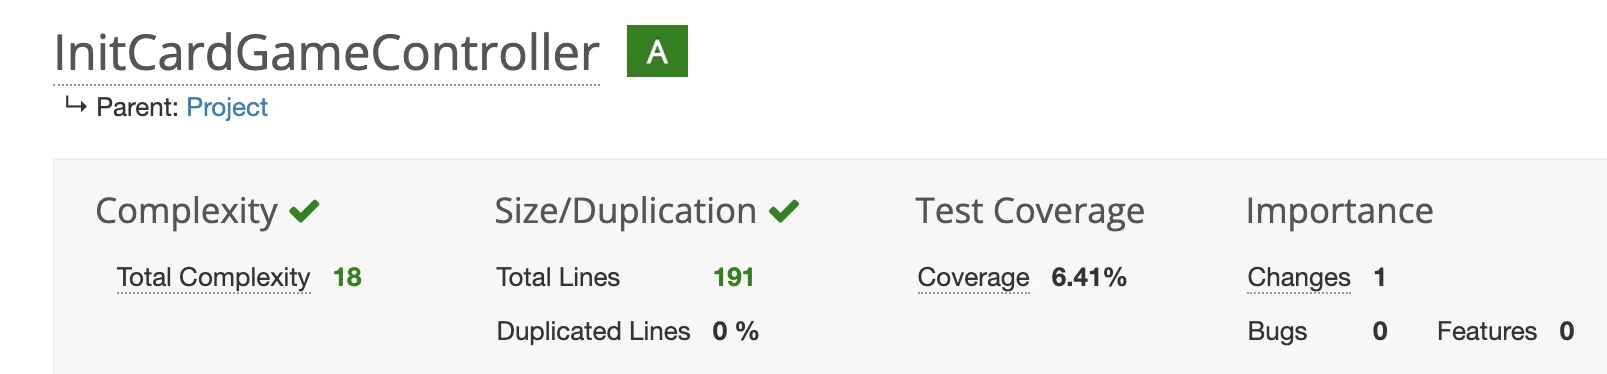 InitCardGameController A
↳ Parent: Project
Complexity ✔ Size/Duplication ✔ Test Coverage Importance
Total Complexity 18 Total Lines 191 Coverage 6.41% Changes 1
Duplicated Lines 0 % Bugs 0 Features 0